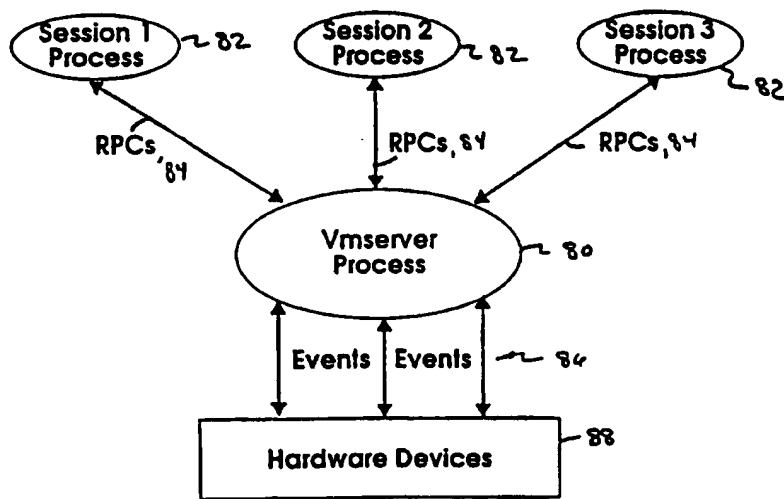 Session 1
Process
82
Session 2
Process
82
Session 3
Process
82
RPCs, 84
RPCs, 84
RPCs, 84
Vmserver
Process
80
Events
Events
86
Hardware Devices
88